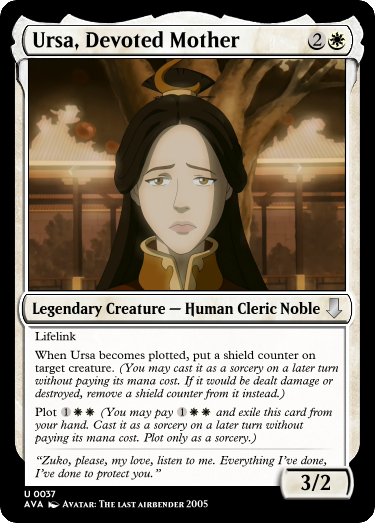 Ursa, Devoted Mother 2
Legendary Creature — Human Cleric Noble
Lifelink
When Ursa becomes plotted, put a shield counter on
target creature. (You may cast it as a sorcery on a later turn
without paying its mana cost. If it would be dealt damage or
destroyed, remove a shield counter from it instead.)
Plot 1 (You may pay 1 and exile this card from
your hand. Cast it as a sorcery on a later turn without
paying its mana cost. Plot only as a sorcery.)
“Zuko, please, my love, listen to me. Everything I’ve done,
I’ve done to protect you.”
3/2
U 0037
AVA Avatar: The last airbender 2005